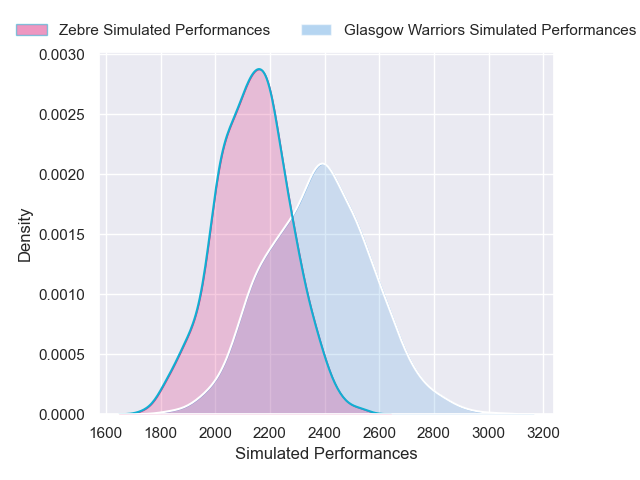 Zebre Simulated Performances Glasgow Warriors Simulated Performances
0.0030
0.0025
0.0020
0.0015
0.0010
0.0005
0.0000
Density
1600 1800 2000 2200 2400 2600 2800 3000 3200
Simulated Performances